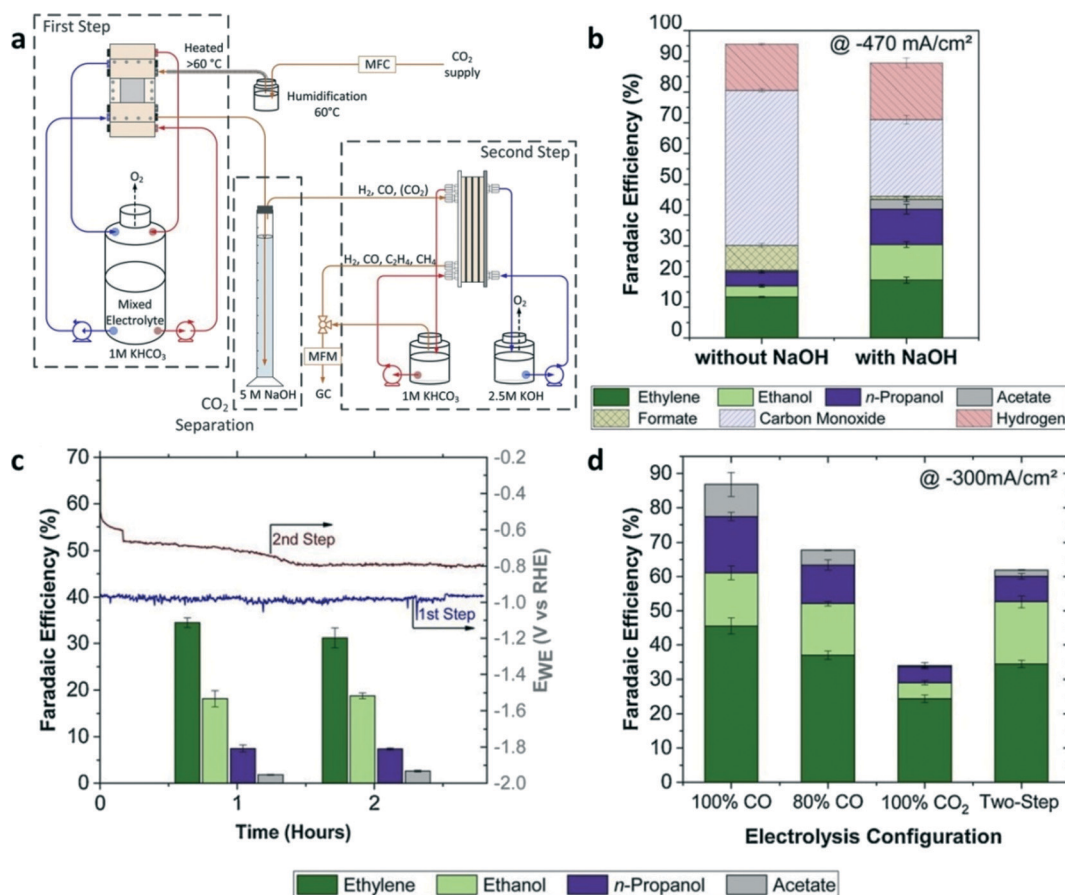 a
First Step
Heated
>60 °C
MFC
CO₂
supply
Humidification
60°C
O₂
Mixed
Electrolyte
1M KHCO₃
5 M NaOH
CO₂
Separation
Second Step
H₂, CO, (CO₂)
H₂, CO, C₂H₄, CH₄
O₂
MFM
GC
1M KHCO₃
2.5M KOH
b
@ -470 mA/cm²
Faradaic Efficiency (%)
100
90
80
70
60
50
40
30
20
10
0
without NaOH
with NaOH
Ethylene
Ethanol
n-Propanol
Acetate
Formate
Carbon Monoxide
Hydrogen
c
Faradaic Efficiency (%)
70
60
50
40
30
20
10
0
2nd Step
1st Step
-0.2
-0.4
-0.6
-0.8
-1.0
-1.2
-1.4
-1.6
-1.8
-2.0
E_WE (V vs RHE)
0
1
2
Time (Hours)
d
@ -300mA/cm²
Faradaic Efficiency (%)
90
80
70
60
50
40
30
20
10
0
100% CO
80% CO
100% CO₂
Two-Step
Electrolysis Configuration
Ethylene
Ethanol
n-Propanol
Acetate